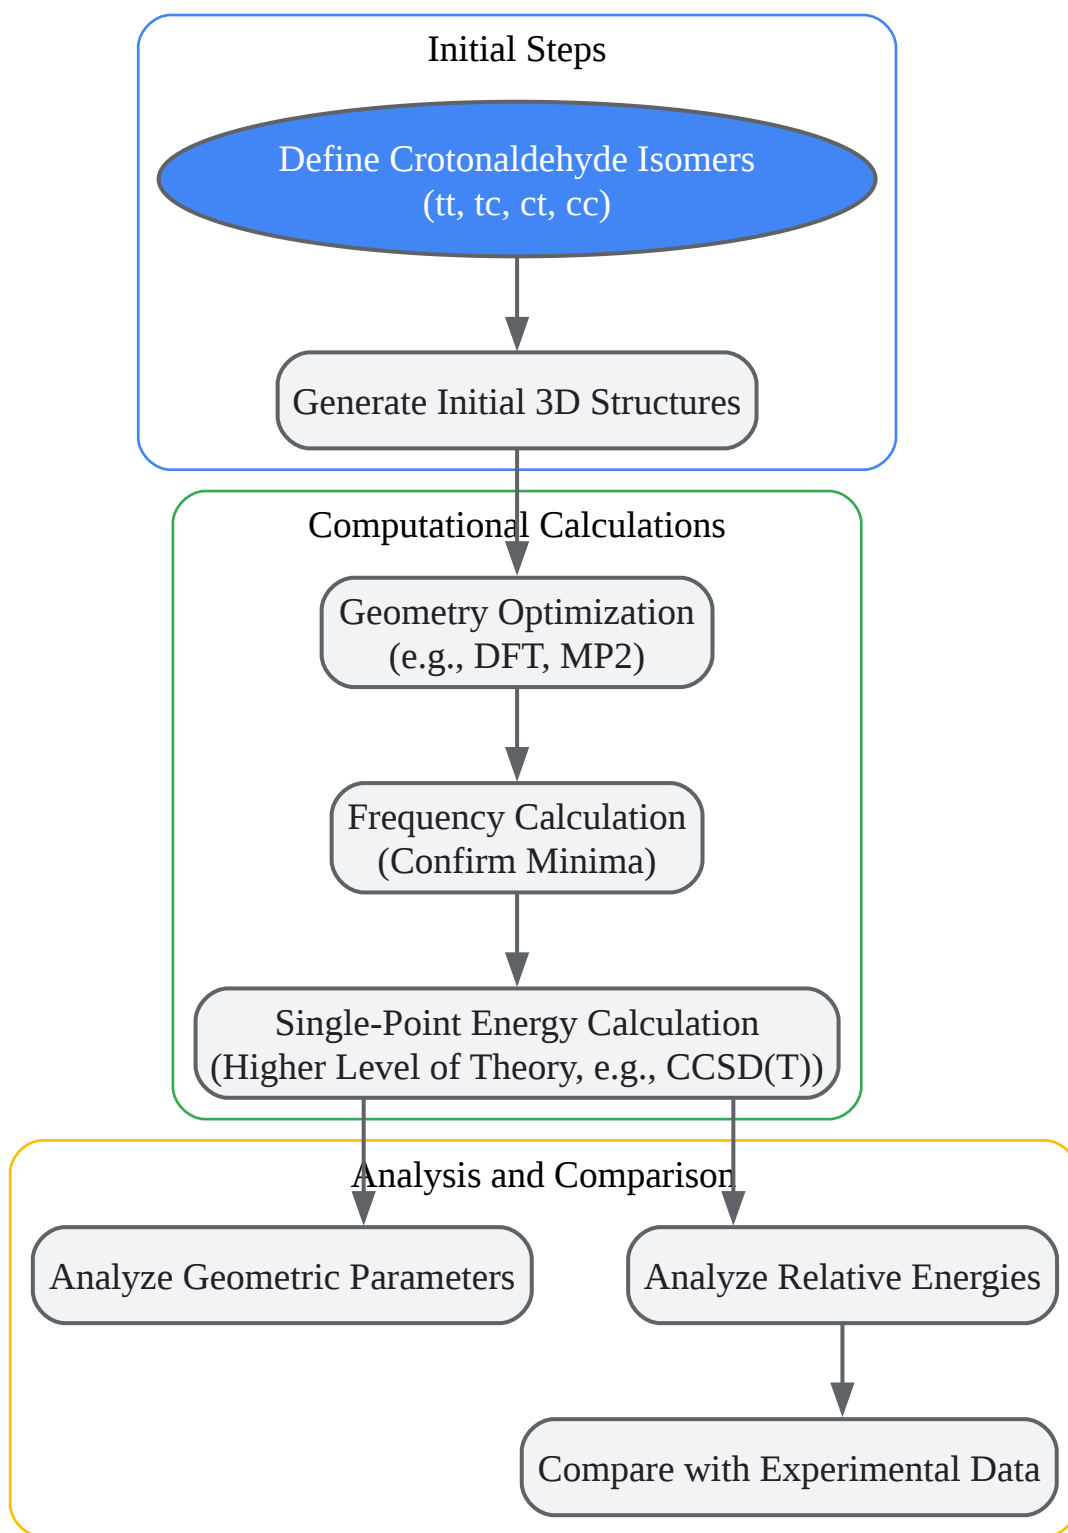 Initial Steps
Define Crotonaldehyde Isomers
(tt, tc, ct, cc)
Generate Initial 3D Structures
Computational Calculations
Geometry Optimization
(e.g., DFT, MP2)
Frequency Calculation
(Confirm Minima)
Single-Point Energy Calculation
(Higher Level of Theory, e.g., CCSD(T))
Analysis and Comparison
Analyze Geometric Parameters
Analyze Relative Energies
Compare with Experimental Data